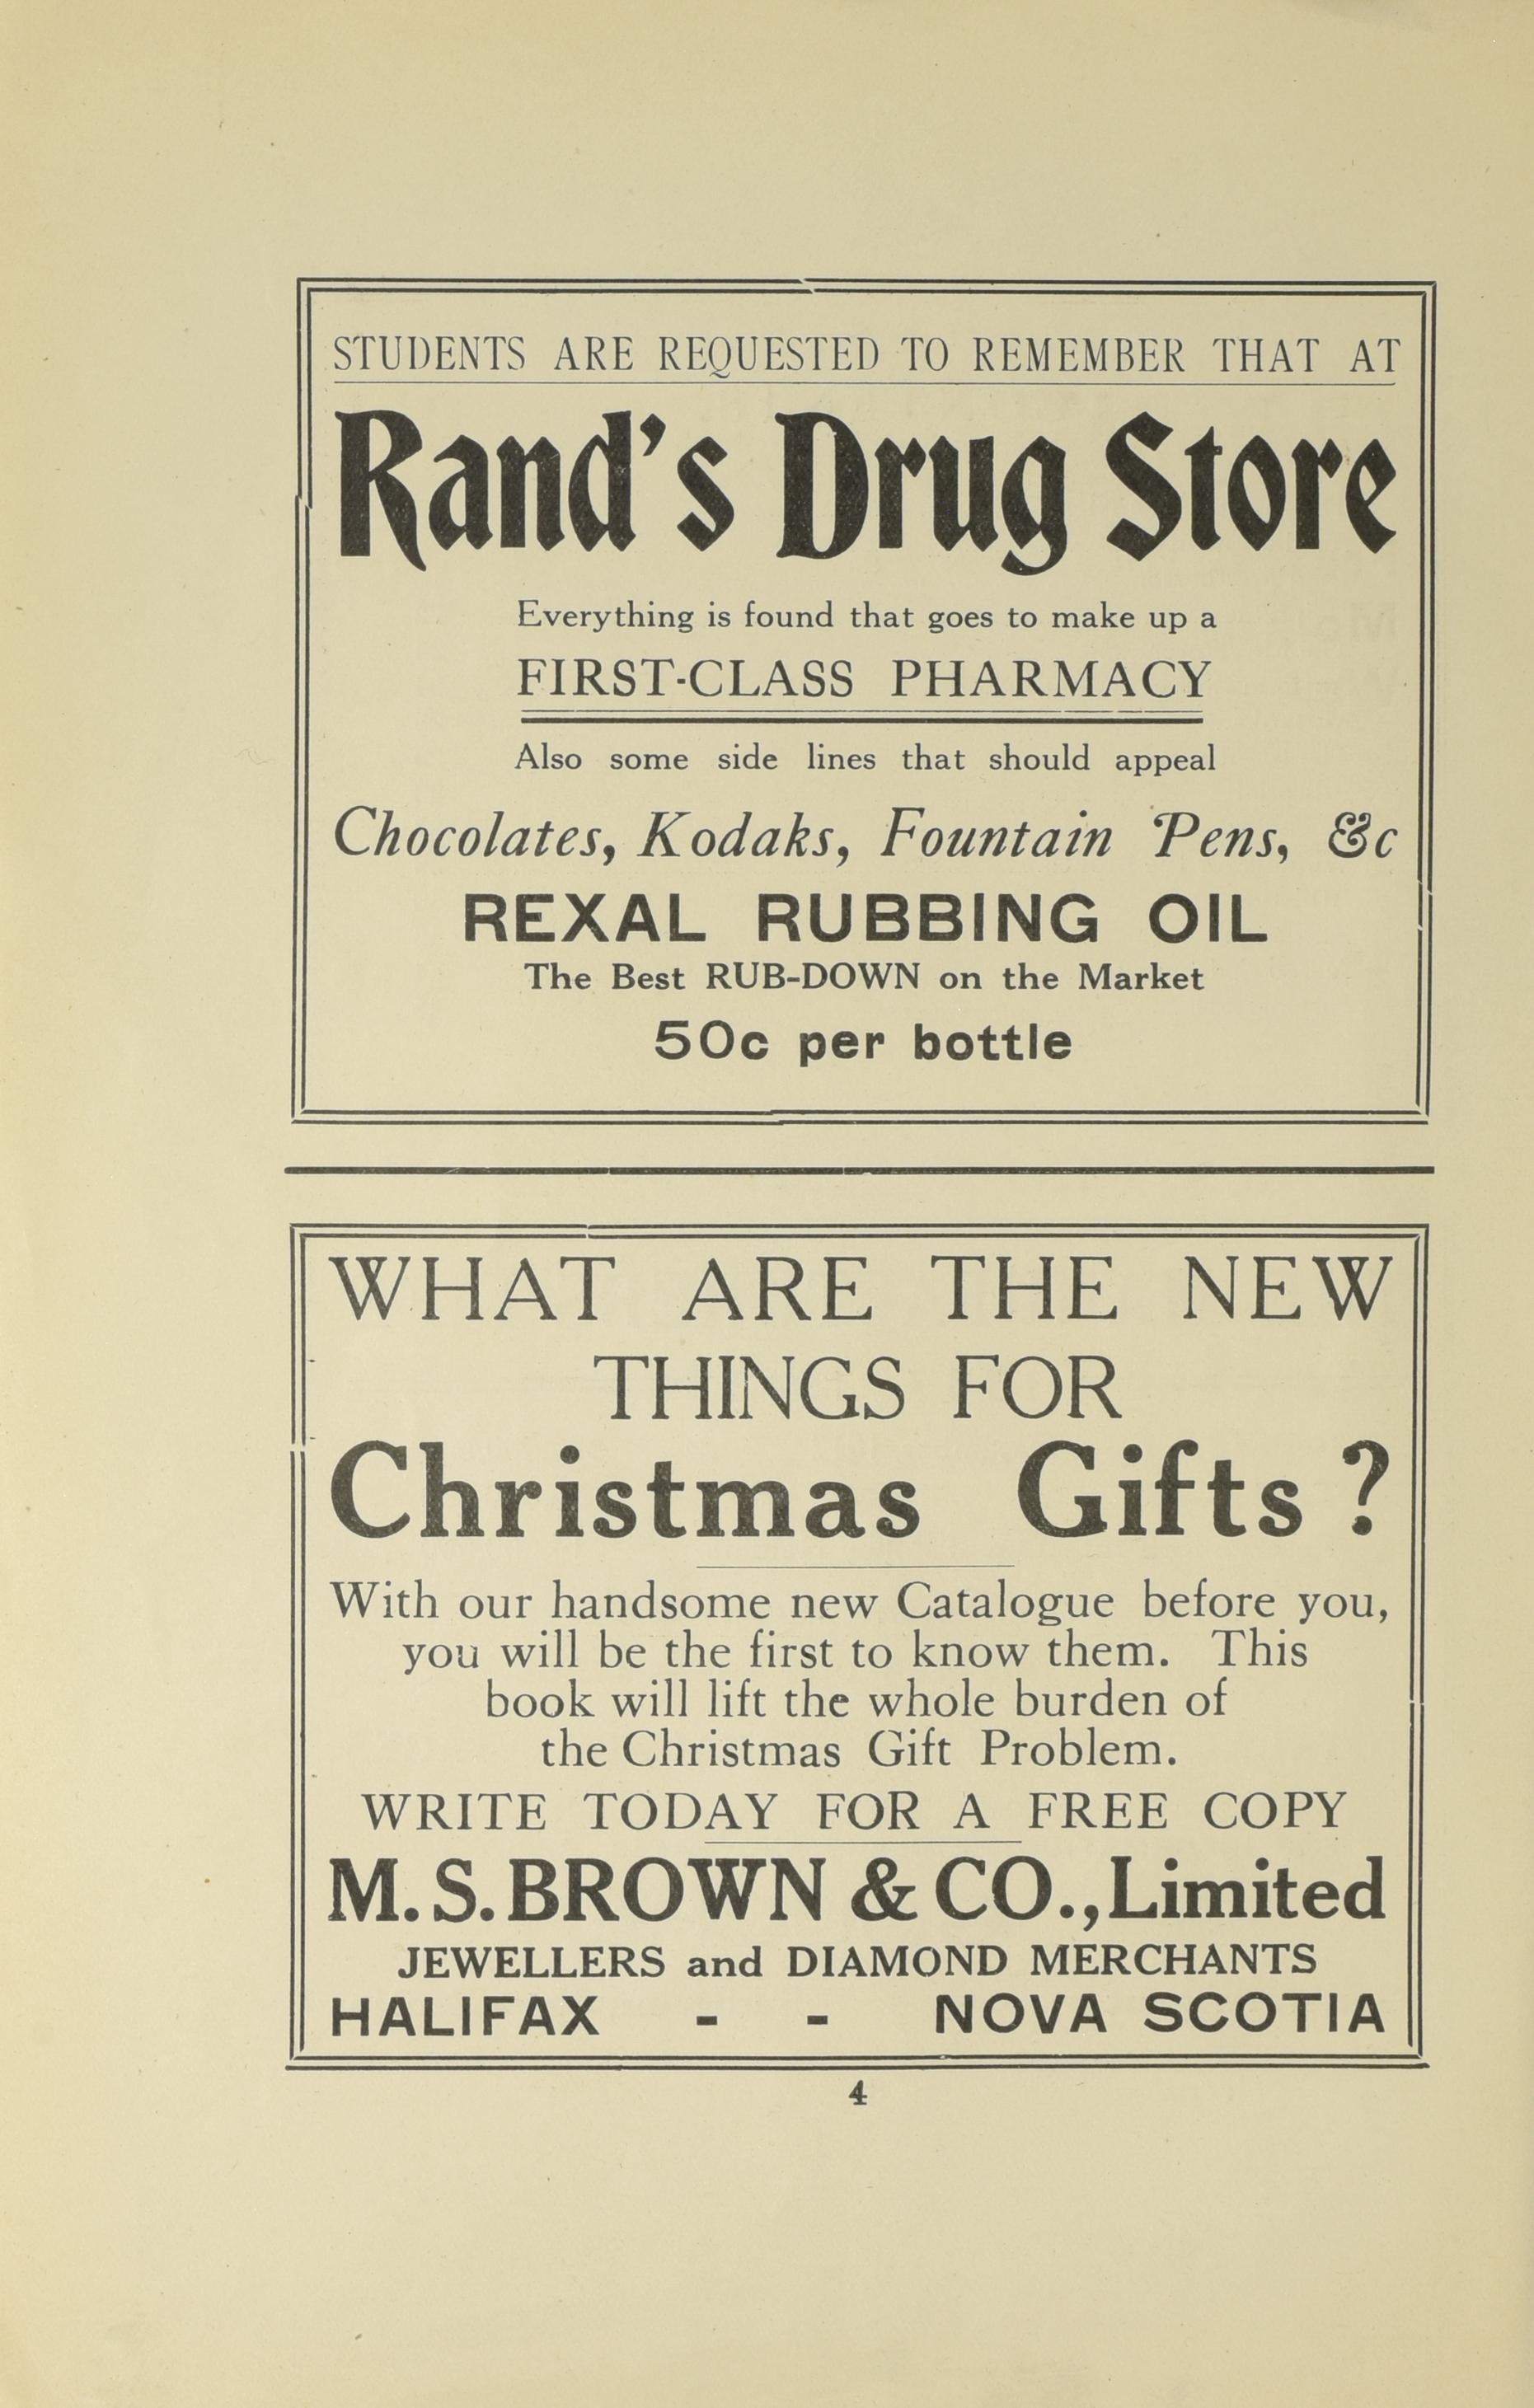 STUDENTS ARE REQUESTED TO REMEMBER THAT AT
Rand's Drug Store
Everything is found that goes to make up a
FIRST-CLASS PHARMACY
Also some side lines that should appeal
Chocolates, Kodaks, Fountain Pens, &c
REXAL RUBBING OIL
The Best RUB-DOWN on the Market
50c per bottle
WHAT ARE THE NEW
THINGS FOR
Christmas Gifts ?
With our handsome new Catalogue before you,
you will be the first to know them. This
book will lift the whole burden of
the Christmas Gift Problem.
WRITE TODAY FOR A FREE COPY
M. S. BROWN & CO., Limited
JEWELLERS and DIAMOND MERCHANTS
HALIFAX - - NOVA SCOTIA
4